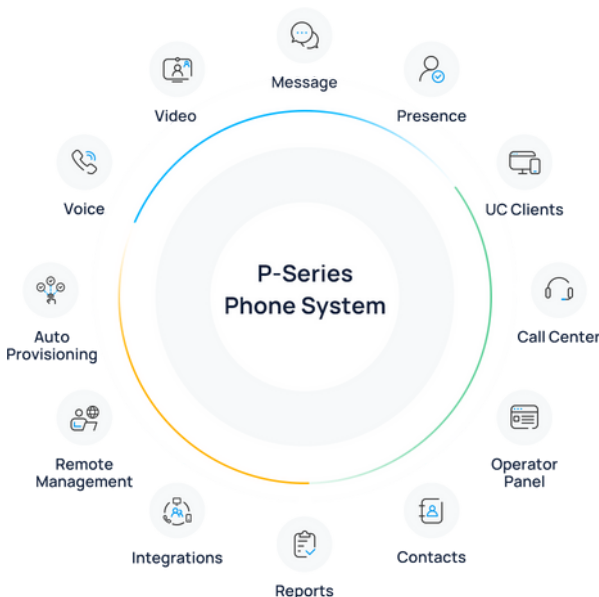 Message
Video
Presence
Voice
UC Clients
P-Series
Phone System
Auto
Provisioning
Call Center
Remote
Management
Operator
Panel
Integrations
Contacts
Reports